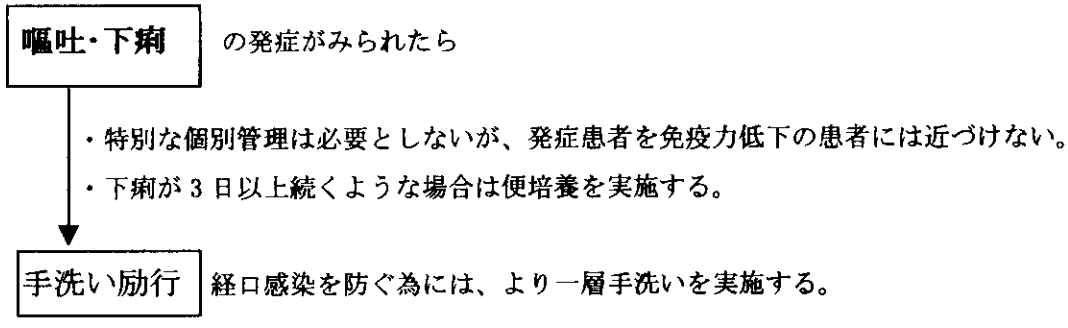 嘔吐・下痢 の発症がみられたら
・特別な個別管理は必要としないが、発症患者を免疫力低下の患者には近づけない。
・下痢が3日以上続くような場合は便培養を実施する。
手洗い励行 経口感染を防ぐ為には、より一層手洗いを実施する。